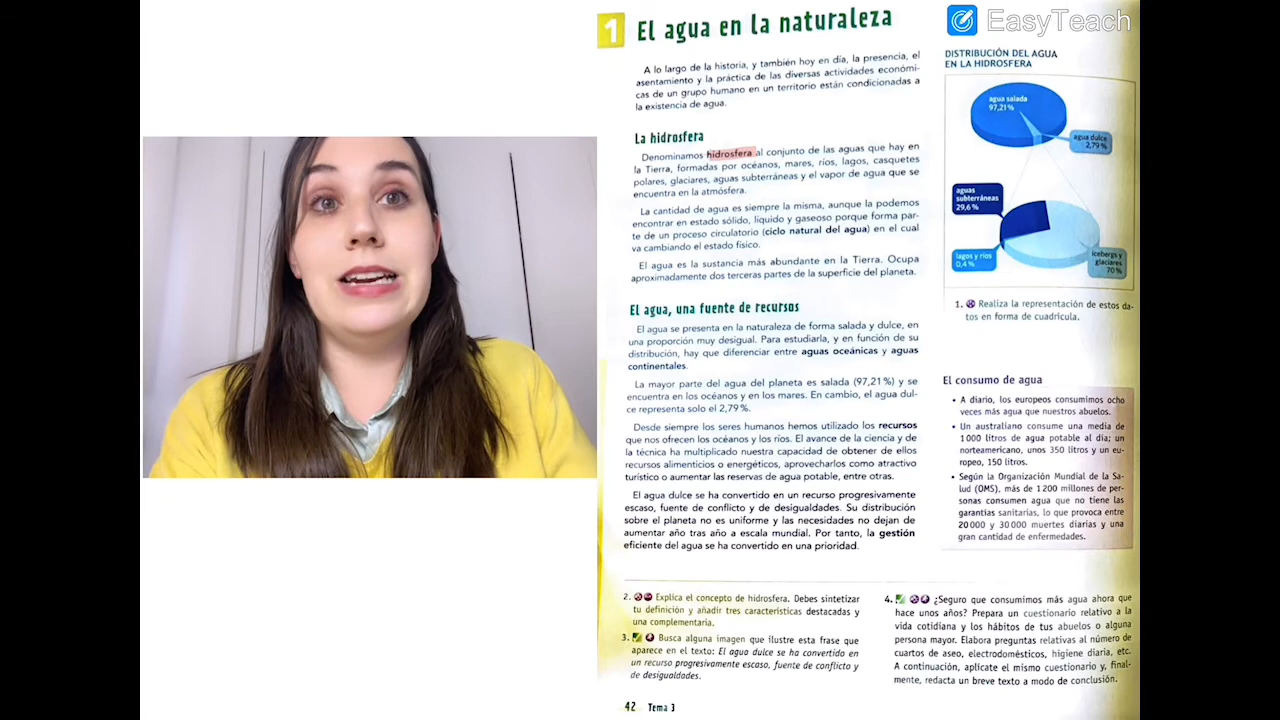 1 El agua en la naturaleza
A lo largo de la historia, y también hoy en día, la presencia, el
asentamiento y la práctica de las diversas actividades económi-
cas de un grupo humano en un territorio están condicionadas a
la existencia de agua.
La hidrosfera
Denominamos hidrosfera al conjunto de las aguas que hay en
la Tierra, formadas por océanos, mares, ríos, lagos, casquetes
polares, glaciares, aguas subterráneas y el vapor de agua que se
encuentra en la atmósfera.
La cantidad de agua es siempre la misma, aunque la podemos
encontrar en estado sólido, líquido y gaseoso porque forma par-
te de un proceso circulatorio (ciclo natural del agua) en el cual
va cambiando el estado físico.
El agua es la sustancia más abundante en la Tierra. Ocupa
aproximadamente dos terceras partes de la superficie del planeta.
El agua, una fuente de recursos
El agua se presenta en la naturaleza de forma salada y dulce, en
una proporción muy desigual. Para estudiarla, y en función de su
distribución, hay que diferenciar entre aguas oceánicas y aguas
continentales.
La mayor parte del agua del planeta es salada (97,21 %) y se
encuentra en los océanos y en los mares. En cambio, el agua dul-
ce representa solo el 2,79 %.
Desde siempre los seres humanos hemos utilizado los recursos
que nos ofrecen los océanos y los ríos. El avance de la ciencia y de
la técnica ha multiplicado nuestra capacidad de obtener de ellos
recursos alimenticios o energéticos, aprovecharlos como atractivo
turístico o aumentar las reservas de agua potable, entre otras.
El agua dulce se ha convertido en un recurso progresivamente
escaso, fuente de conflicto y de desigualdades. Su distribución
sobre el planeta no es uniforme y las necesidades no dejan de
aumentar año tras año a escala mundial. Por tanto, la gestión
eficiente del agua se ha convertido en una prioridad.
EasyTeach
DISTRIBUCIÓN DEL AGUA
EN LA HIDROSFERA
agua salada
97,21 %
agua dulce
2,79 %
aguas
subterráneas
29,6 %
lagos y ríos
0,4 %
icebergs y
glaciares
70 %
1. Realiza la representación de estos da-
tos en forma de cuadrícula.
El consumo de agua
• A diario, los europeos consumimos ocho
veces más agua que nuestros abuelos.
• Un australiano consume una media de
1 000 litros de agua potable al día; un
norteamericano, unos 350 litros y un eu-
ropeo, 150 litros.
• Según la Organización Mundial de la Sa-
lud (OMS), más de 1 200 millones de per-
sonas consumen agua que no tiene las
garantías sanitarias, lo que provoca entre
20 000 y 30 000 muertes diarias y una
gran cantidad de enfermedades.
2. Explica el concepto de hidrosfera. Debes sintetizar
tu definición y añadir tres características destacadas y
una complementaria.
3. Busca alguna imagen que ilustre esta frase que
aparece en el texto: El agua dulce se ha convertido en
un recurso progresivamente escaso, fuente de conflicto y
de desigualdades.
4. ¿Seguro que consumimos más agua ahora que
hace unos años? Prepara un cuestionario relativo a la
vida cotidiana y los hábitos de tus abuelos o alguna
persona mayor. Elabora preguntas relativas al número de
cuartos de aseo, electrodomésticos, higiene diaria, etc.
A continuación, aplícate el mismo cuestionario y, final-
mente, redacta un breve texto a modo de conclusión.
42 Tema 3